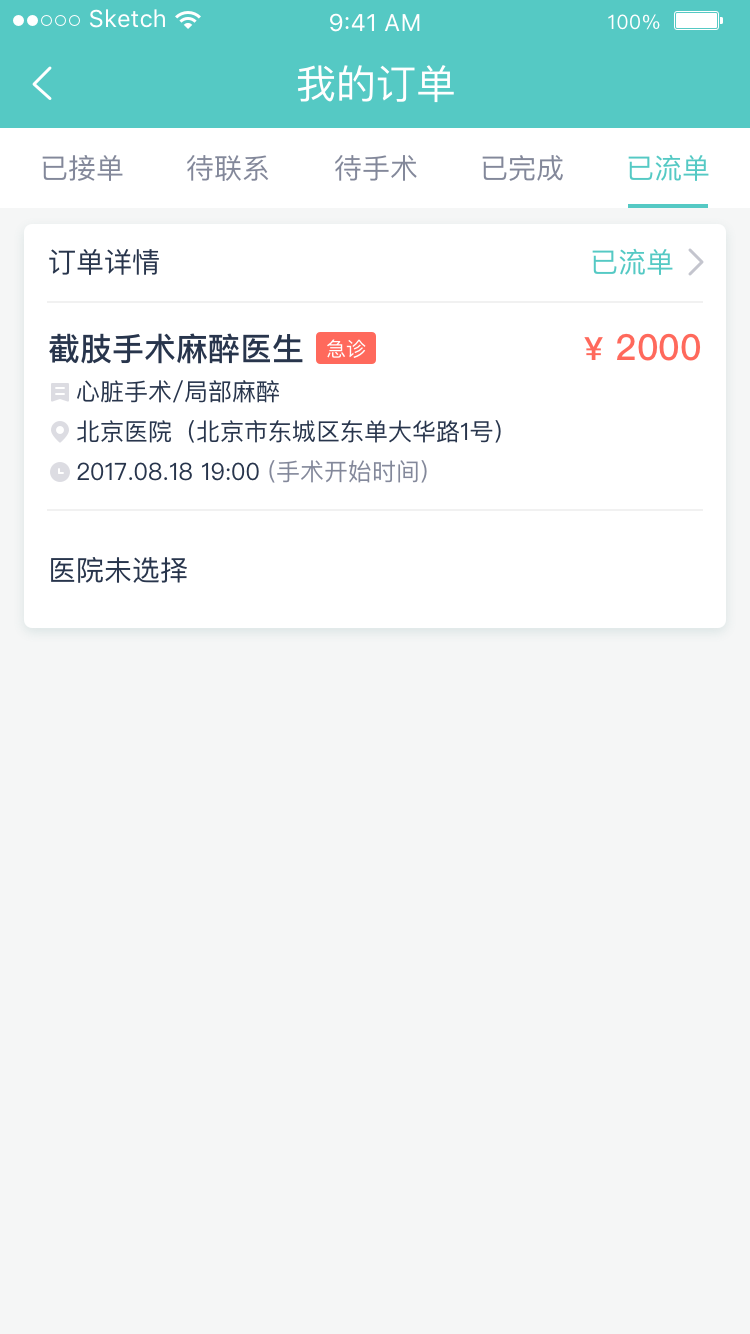 Sketch 9:41 AM 100%
我的订单
已接单 待联系 待手术 已完成 已流单
订单详情 已流单
截肢手术麻醉医生 急诊 ¥ 2000
心脏手术/局部麻醉
北京医院（北京市东城区东单大华路1号）
2017.08.18 19:00 (手术开始时间)
医院未选择